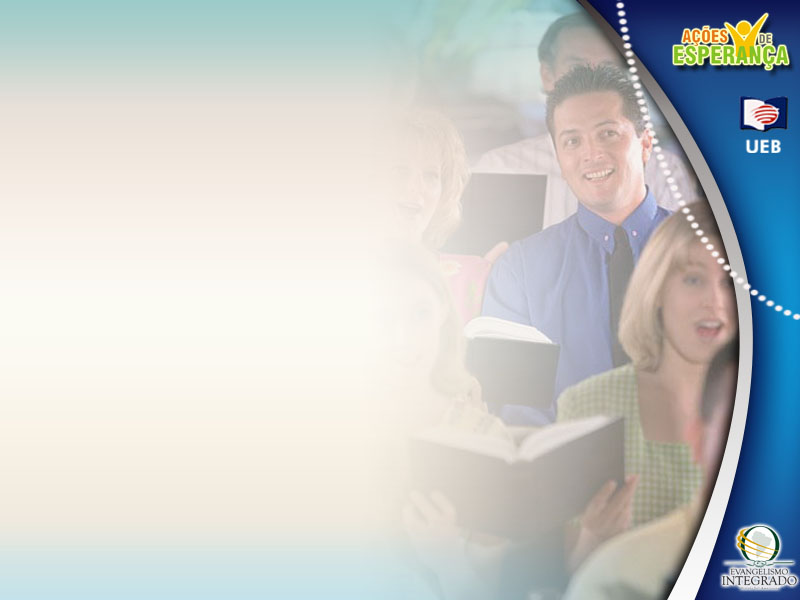 AÇÕES DE
ESPERANÇA
UEB
EVANGELISMO
INTEGRADO